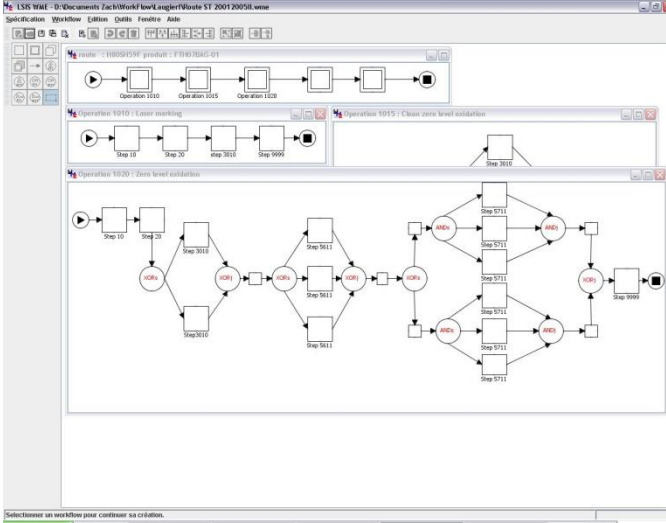 LSIS WME - D:\Documents Zach\WorkFlow\Laugier\Route ST 20012005II.wme
Spécification Workflow Edition Outils Fenêtre Aide
route : H80SH59F produit : FTH07BAG-01
Operation 1010 Operation 1015 Operation 1020
Operation 1010 : Laser marking
Step 10 Step 20 step 3010 Step 9999
Operation 1015 : Clean zero level oxidation
Step 3010
Operation 1020 : Zero level oxidation
Step 10 Step 20
Step 3010
Step3010
XORs XORj XORs XORj XORs
Step 5611
Step 5611
Step 5611
ANDs ANDj
Step 5711
Step 5711
Step 5711
ANDs ANDj
Step 5711
Step 5711
Step 5711
XORj
Step 9999
Selectionner un workflow pour continuer sa création.